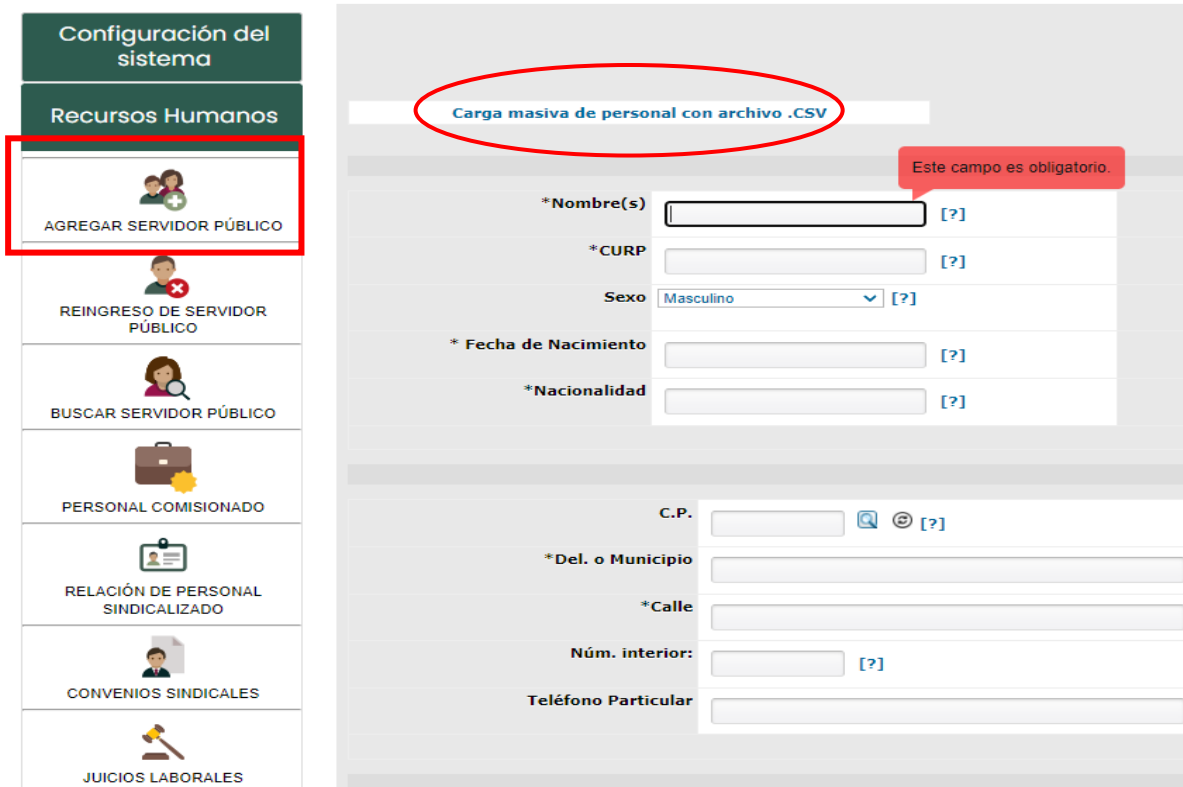 Configuración del
sistema
Recursos Humanos
AGREGAR SERVIDOR PÚBLICO
REINGRESO DE SERVIDOR
PÚBLICO
BUSCAR SERVIDOR PÚBLICO
PERSONAL COMISIONADO
RELACIÓN DE PERSONAL
SINDICALIZADO
CONVENIOS SINDICALES
JUICIOS LABORALES
Carga masiva de personal con archivo .CSV
Este campo es obligatorio.
*Nombre(s) [?]
*CURP [?]
Sexo Masculino [?]
* Fecha de Nacimiento [?]
*Nacionalidad [?]
C.P. [?]
*Del. o Municipio
*Calle
Núm. interior: [?]
Teléfono Particular